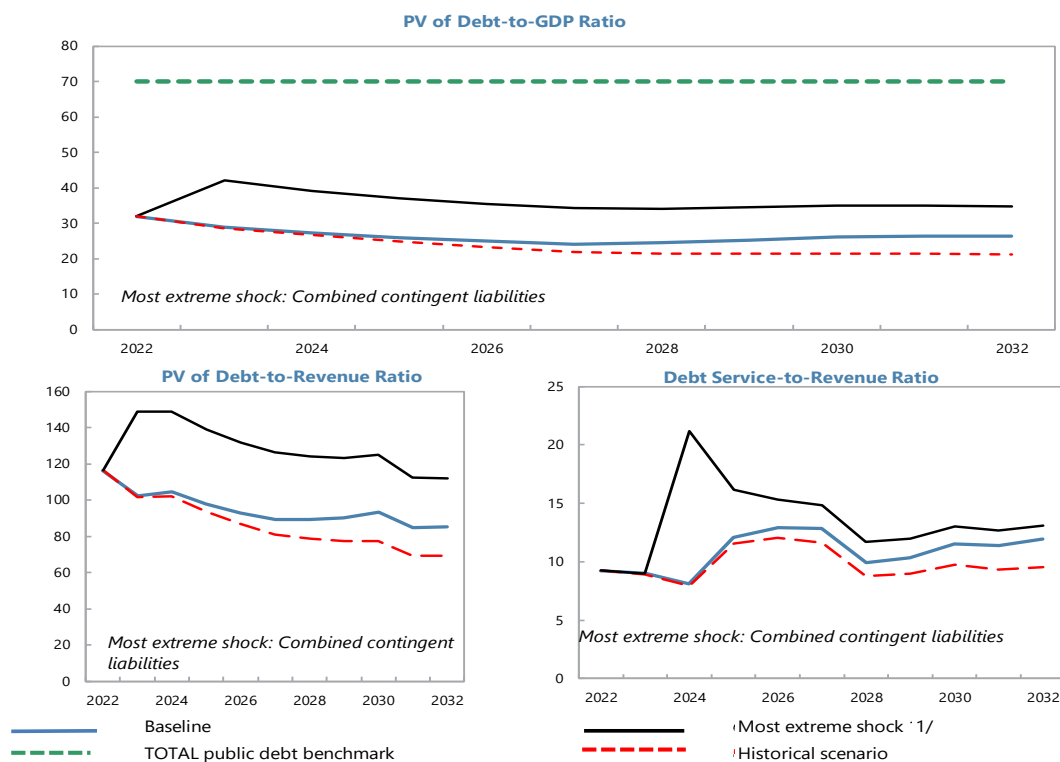 PV of Debt-to-GDP Ratio
80
70
60
50
40
30
20
10
0
Most extreme shock: Combined contingent liabilities
2022 2024 2026 2028 2030 2032
PV of Debt-to-Revenue Ratio
160
140
120
100
80
60
40
20
0
Most extreme shock: Combined contingent
liabilities
2022 2024 2026 2028 2030 2032
Debt Service-to-Revenue Ratio
25
20
15
10
5
0
Most extreme shock: Combined contingent liabilities
2022 2024 2026 2028 2030 2032
Baseline
TOTAL public debt benchmark
Most extreme shock 1/
Historical scenario